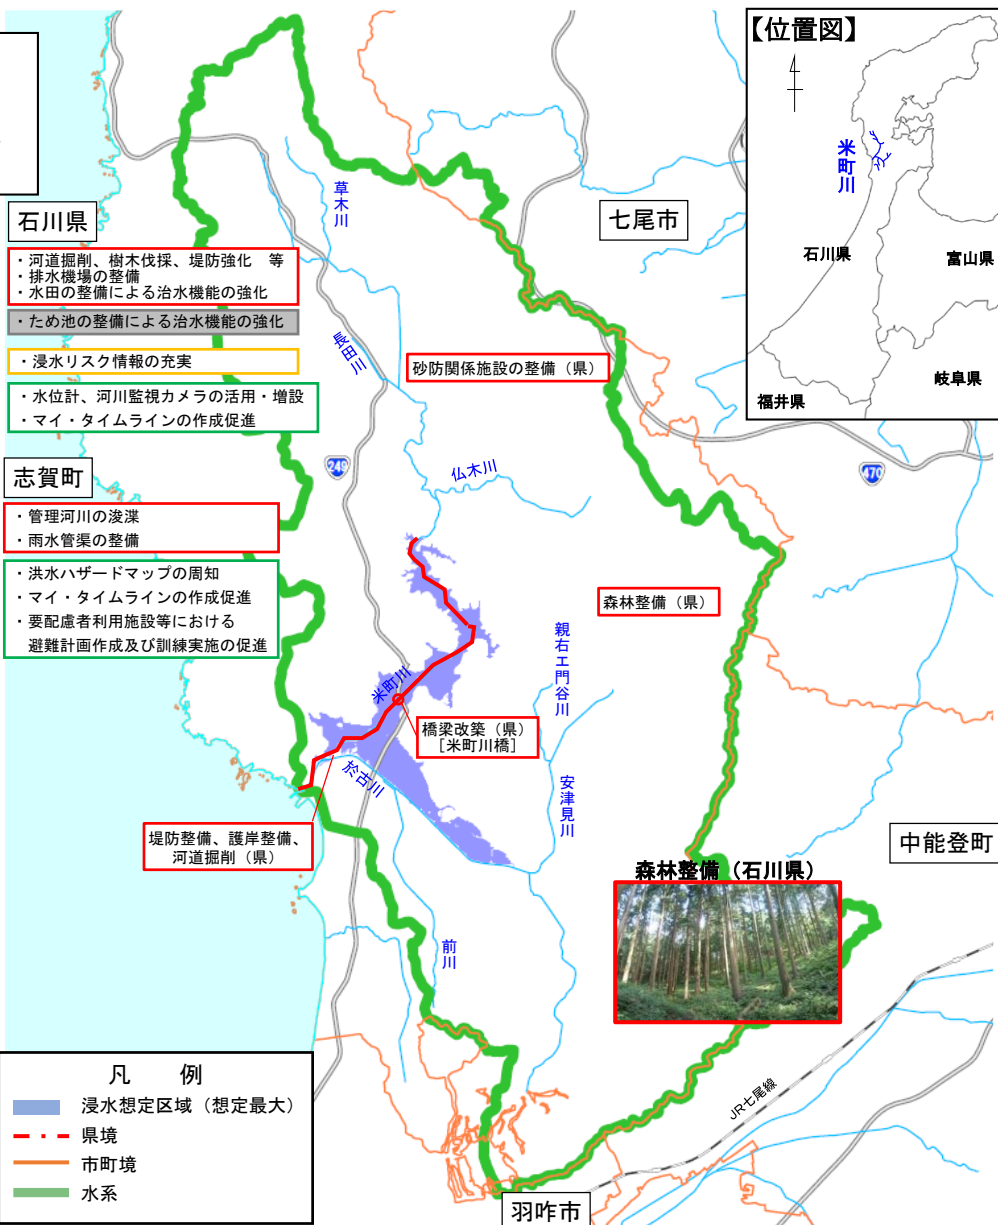 【位置図】
米町川
石川県
富山県
岐阜県
福井県
石川県
・河道掘削、樹木伐採、堤防強化　等
・排水機場の整備
・水田の整備による治水機能の強化
・ため池の整備による治水機能の強化
・浸水リスク情報の充実
・水位計、河川監視カメラの活用・増設
・マイ・タイムラインの作成促進
志賀町
・管理河川の浚渫
・雨水管渠の整備
・洪水ハザードマップの周知
・マイ・タイムラインの作成促進
・要配慮者利用施設等における
避難計画作成及び訓練実施の促進
草木川
七尾市
長田川
砂防関係施設の整備（県）
249
470
仏木川
森林整備（県）
親右エ門谷川
米町川
橋梁改築（県）
［米町川橋］
於古川
安津見川
堤防整備、護岸整備、
河道掘削（県）
中能登町
森林整備（石川県）
前川
JR七尾線
羽咋市
凡　例
浸水想定区域（想定最大）
県境
市町境
水系